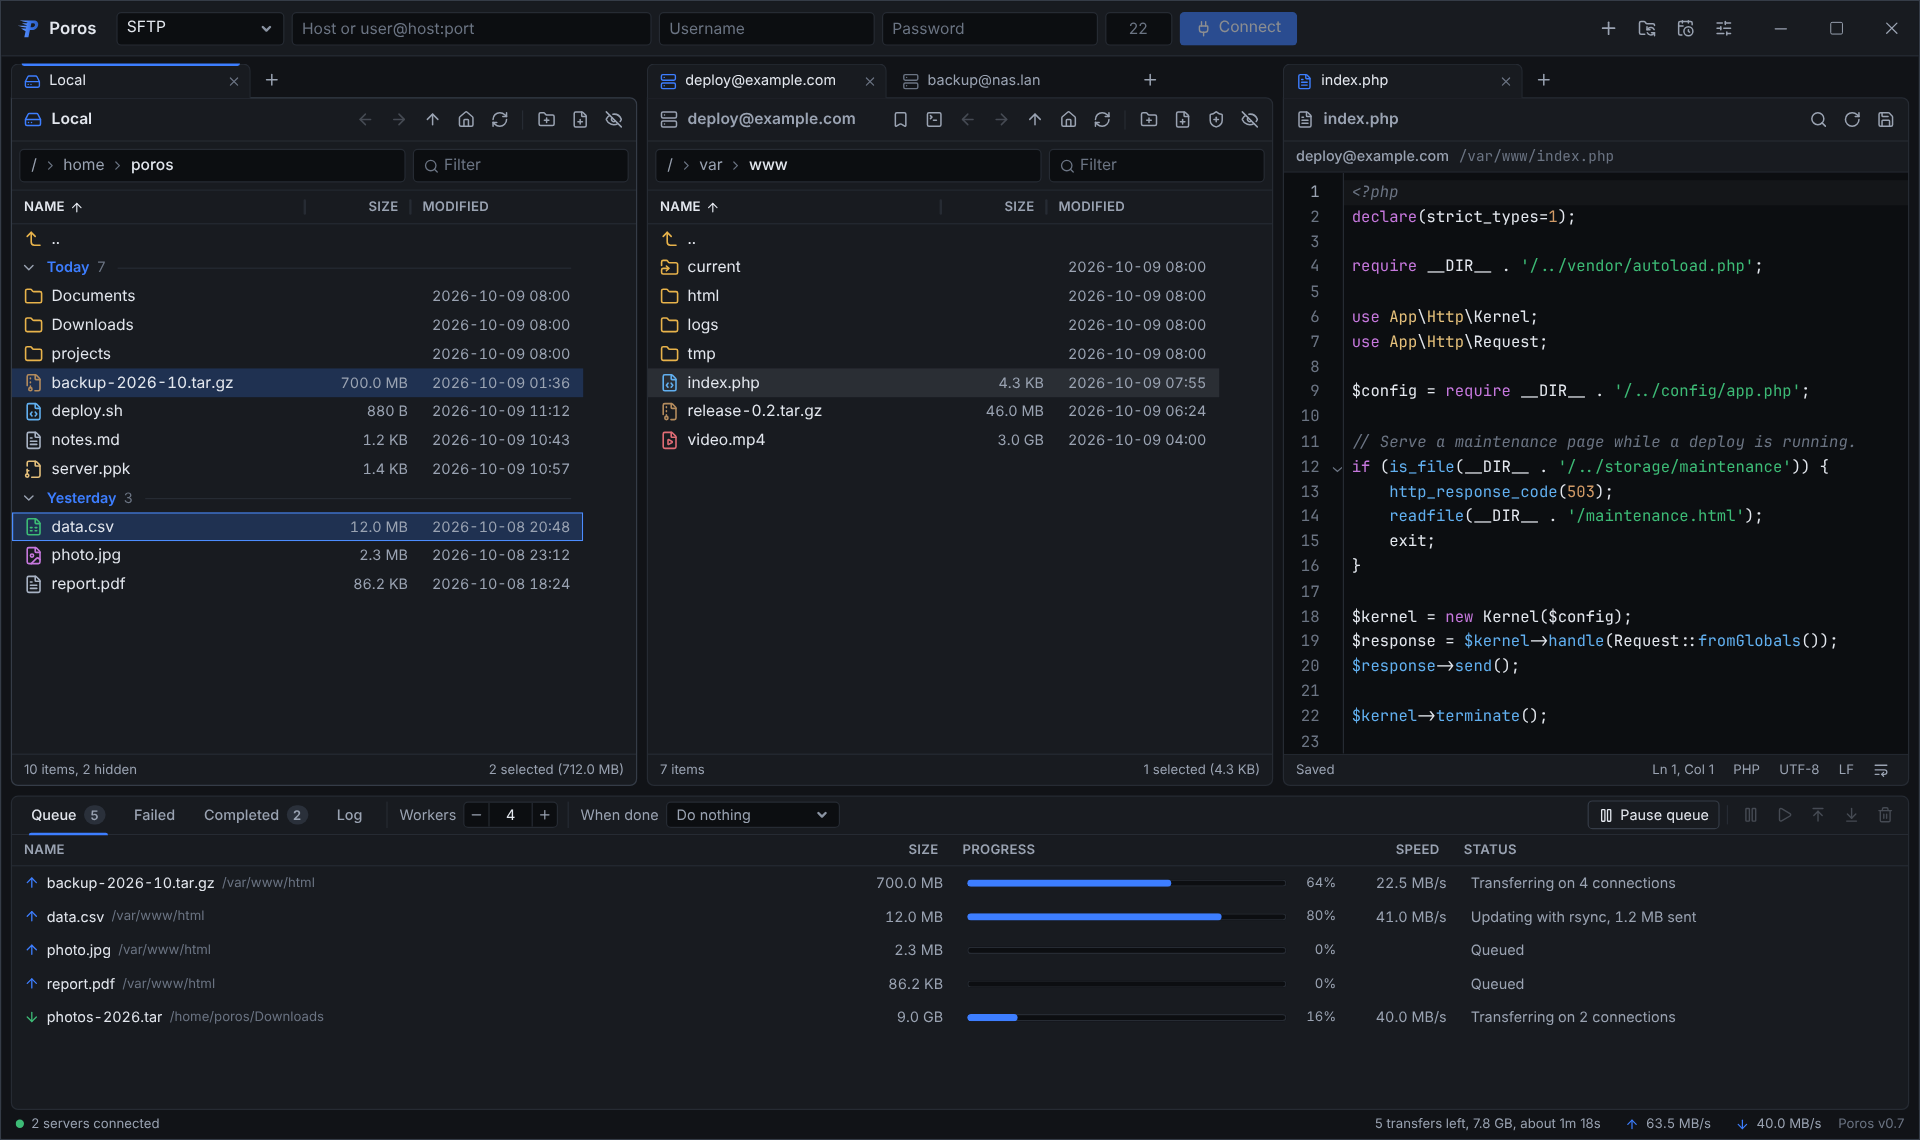 Poros
SFTP
Host or user@host:port
Username
Password
22
Connect
Local
Local
/ > home > poros
Filter
NAME SIZE MODIFIED
..
Today 7
Documents 2026-10-09 08:00
Downloads 2026-10-09 08:00
projects 2026-10-09 08:00
backup-2026-10.tar.gz 700.0 MB 2026-10-09 01:36
deploy.sh 880 B 2026-10-09 11:12
notes.md 1.2 KB 2026-10-09 10:43
server.ppk 1.4 KB 2026-10-09 10:57
Yesterday 3
data.csv 12.0 MB 2026-10-08 20:48
photo.jpg 2.3 MB 2026-10-08 23:12
report.pdf 86.2 KB 2026-10-08 18:24
10 items, 2 hidden 2 selected (712.0 MB)
deploy@example.com backup@nas.lan
deploy@example.com
/ > var > www
Filter
NAME SIZE MODIFIED
..
current 2026-10-09 08:00
html 2026-10-09 08:00
logs 2026-10-09 08:00
tmp 2026-10-09 08:00
index.php 4.3 KB 2026-10-09 07:55
release-0.2.tar.gz 46.0 MB 2026-10-09 06:24
video.mp4 3.0 GB 2026-10-09 04:00
7 items 1 selected (4.3 KB)
index.php
index.php
deploy@example.com /var/www/index.php
1 <?php
2 declare(strict_types=1);
3
4 require __DIR__ . '/../vendor/autoload.php';
5
6 use App\Http\Kernel;
7 use App\Http\Request;
8
9 $config = require __DIR__ . '/../config/app.php';
10
11 // Serve a maintenance page while a deploy is running.
12 if (is_file(__DIR__ . '/../storage/maintenance')) {
13 http_response_code(503);
14 readfile(__DIR__ . '/maintenance.html');
15 exit;
16 }
17
18 $kernel = new Kernel($config);
19 $response = $kernel->handle(Request::fromGlobals());
20 $response->send();
21
22 $kernel->terminate();
23
Saved Ln 1, Col 1 PHP UTF-8 LF
Queue 5 Failed Completed 2 Log Workers − 4 + When done Do nothing Pause queue
NAME SIZE PROGRESS SPEED STATUS
backup-2026-10.tar.gz /var/www/html 700.0 MB 64% 22.5 MB/s Transferring on 4 connections
data.csv /var/www/html 12.0 MB 80% 41.0 MB/s Updating with rsync, 1.2 MB sent
photo.jpg /var/www/html 2.3 MB 0% Queued
report.pdf /var/www/html 86.2 KB 0% Queued
photos-2026.tar /home/poros/Downloads 9.0 GB 16% 40.0 MB/s Transferring on 2 connections
2 servers connected 5 transfers left, 7.8 GB, about 1m 18s 63.5 MB/s 40.0 MB/s Poros v0.7